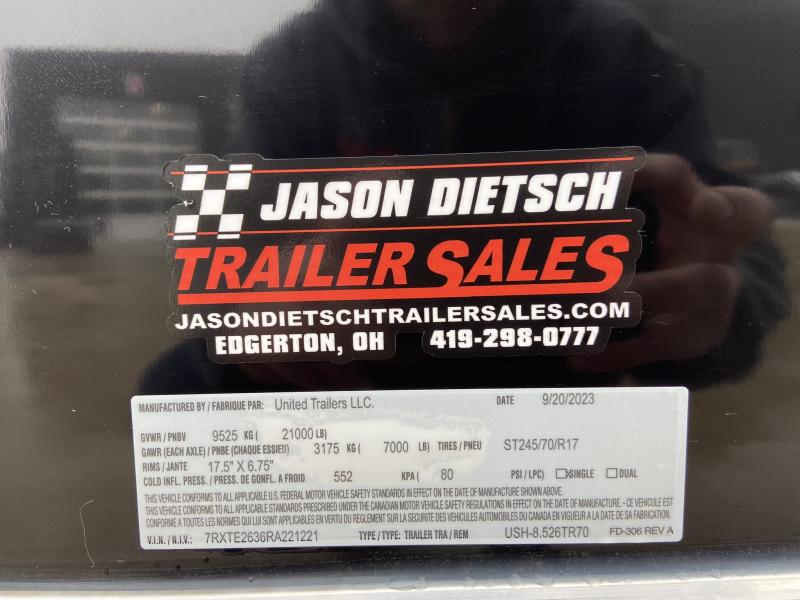 JASON DIETSCH
TRAILER SALES
JASONDIETSCHTRAILERSALES.COM
EDGERTON, OH 419-298-0777
MANUFACTURED BY / FABRIQUE PAR: United Trailers LLC. DATE 9/20/2023
GVWR / PNBV 9525 KG ( 21000 LB)
GAWR (EACH AXLE) / PNBE (CHAQUE ESSIEU) 3175 KG ( 7000 LB) TIRES / PNEU ST245/70/R17
RIMS / JANTE 17.5" X 6.75"
COLD INFL. PRESS. / PRESS. DE GONFL. A FROID 552 KPA ( 80 PSI / LPC) SINGLE DUAL
THIS VEHICLE CONFORMS TO ALL APPLICABLE U.S. FEDERAL MOTOR VEHICLE SAFETY STANDARDS IN EFFECT ON THE DATE OF MANUFACTURE SHOWN ABOVE.
THIS VEHICLE CONFORMS TO ALL APPLICABLE STANDARDS PRESCRIBED UNDER THE CANADIAN MOTOR VEHICLE SAFETY REGULATIONS IN EFFECT ON THE DATE OF MANUFACTURE - CE VEHICULE EST
CONFORME A TOUTES LES NORMES QUI LUI SONT APPLICABLES EN VERTU DU REGLEMENT SUR LA SECURITE DES VEHICULES AUTOMOBILES DU CANADA EN VIGUEUR A LA DATE DE SA FABRICATION.
V.I.N. / N.I.V.: 7RXTE2636RA221221 TYPE / TYPE: TRAILER TRA / REM USH-8.526TR70 FD-306 REV A